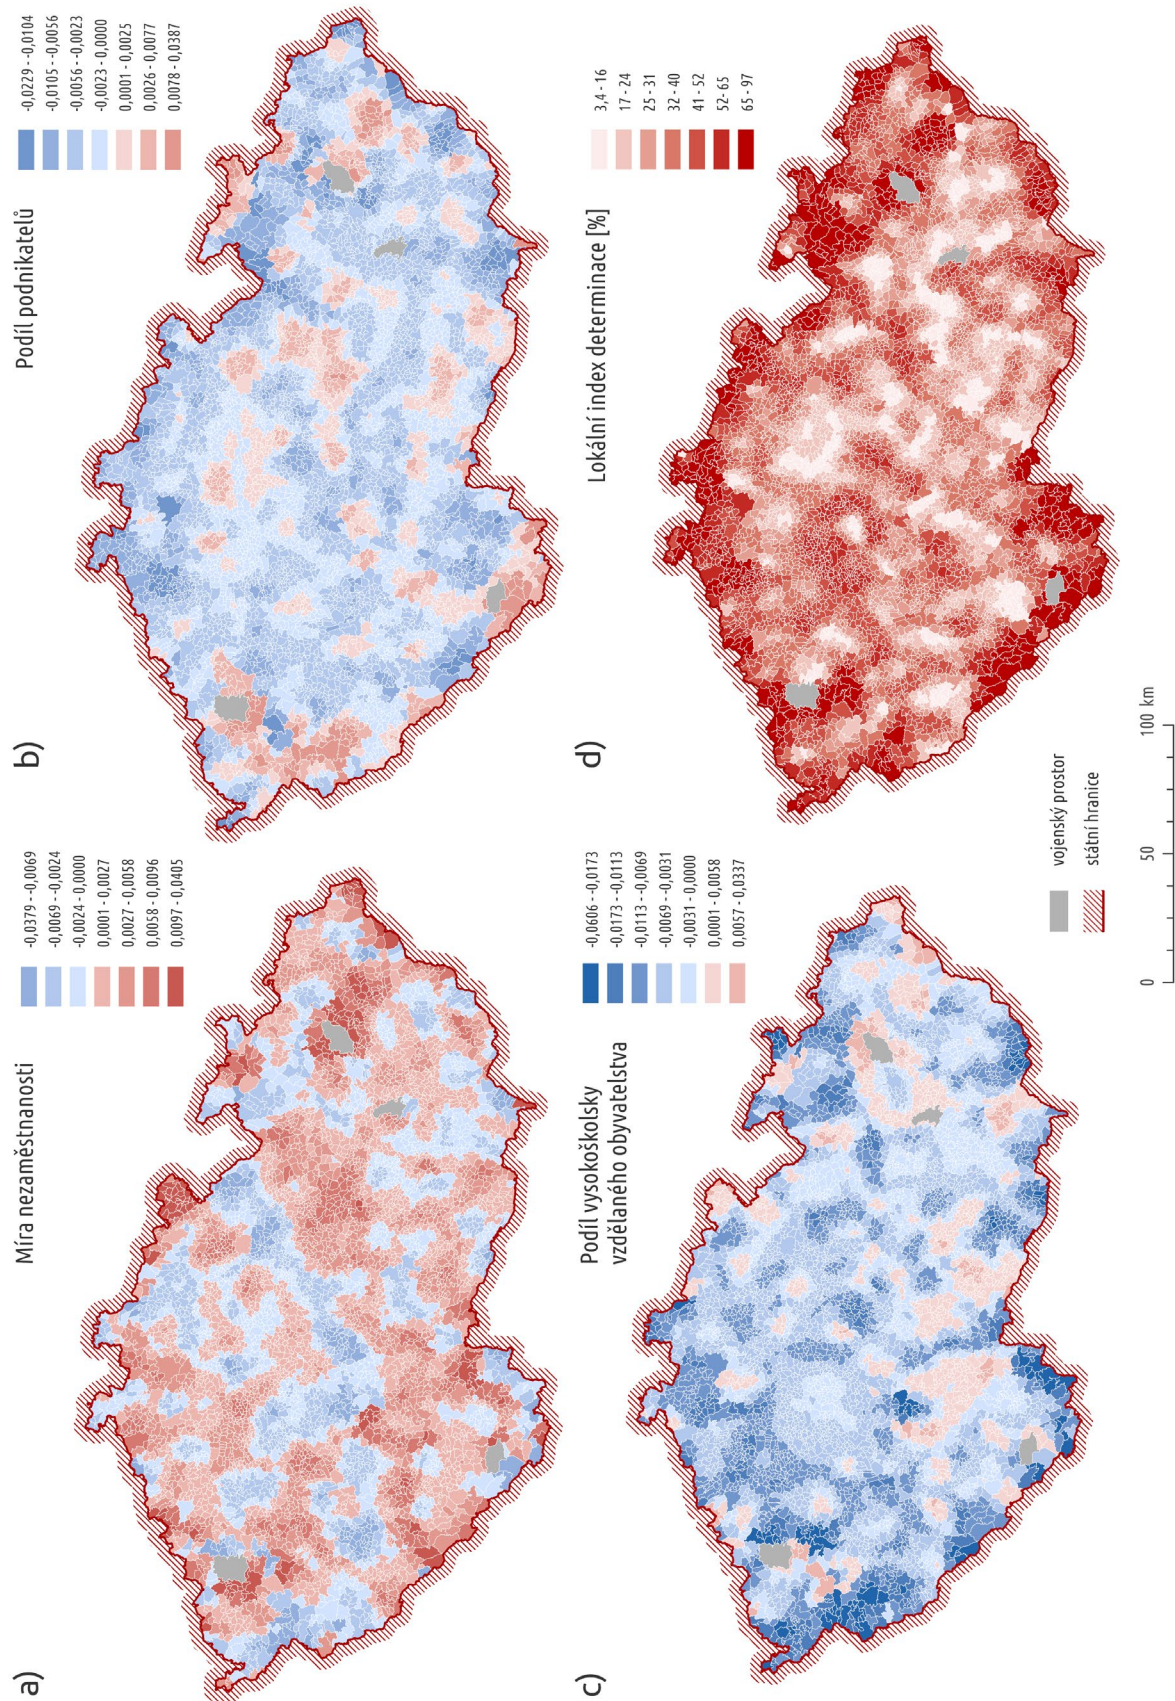 a)
Míra nezaměstnanosti
-0,0379 - -0,0069
-0,0069 - -0,0024
-0,0024 - 0,0000
0,0001 - 0,0027
0,0027 - 0,0058
0,0058 - 0,0096
0,0097 - 0,0405
b)
Podíl podnikatelů
-0,0229 - -0,0104
-0,0105 - -0,0056
-0,0056 - -0,0023
-0,0023 - 0,0000
0,0001 - 0,0025
0,0026 - 0,0077
0,0078 - 0,0387
c)
Podíl vysokoškolsky
vzdělaného obyvatelstva
-0,0606 - -0,0173
-0,0173 - -0,0113
-0,0113 - -0,0069
-0,0069 - -0,0031
-0,0031 - 0,0000
0,0001 - 0,0058
0,0057 - 0,0337
d)
Lokální index determinace [%]
3,4 - 16
17 - 24
25 - 31
32 - 40
41 - 52
52 - 65
65 - 97
vojenský prostor
státní hranice
0 50 100 km